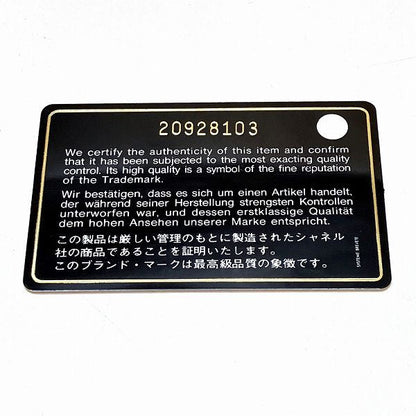 20928103
We certify the authenticity of this item and confirm
that it has been subjected to the most exacting quality
control. Its high quality is a symbol of the fine reputation
of the Trademark.
Wir bestätigen, dass es sich um einen Artikel handelt,
der während seiner Herstellung strengsten Kontrollen
unterworfen war, und dessen erstklassige Qualität
dem hohen Ansehen unserer Marke entspricht.
この製品は厳しい管理のもとに製造されたシャネル
社の商品であることを証明いたします。
このブランド・マークは最高級品質の象徴です。